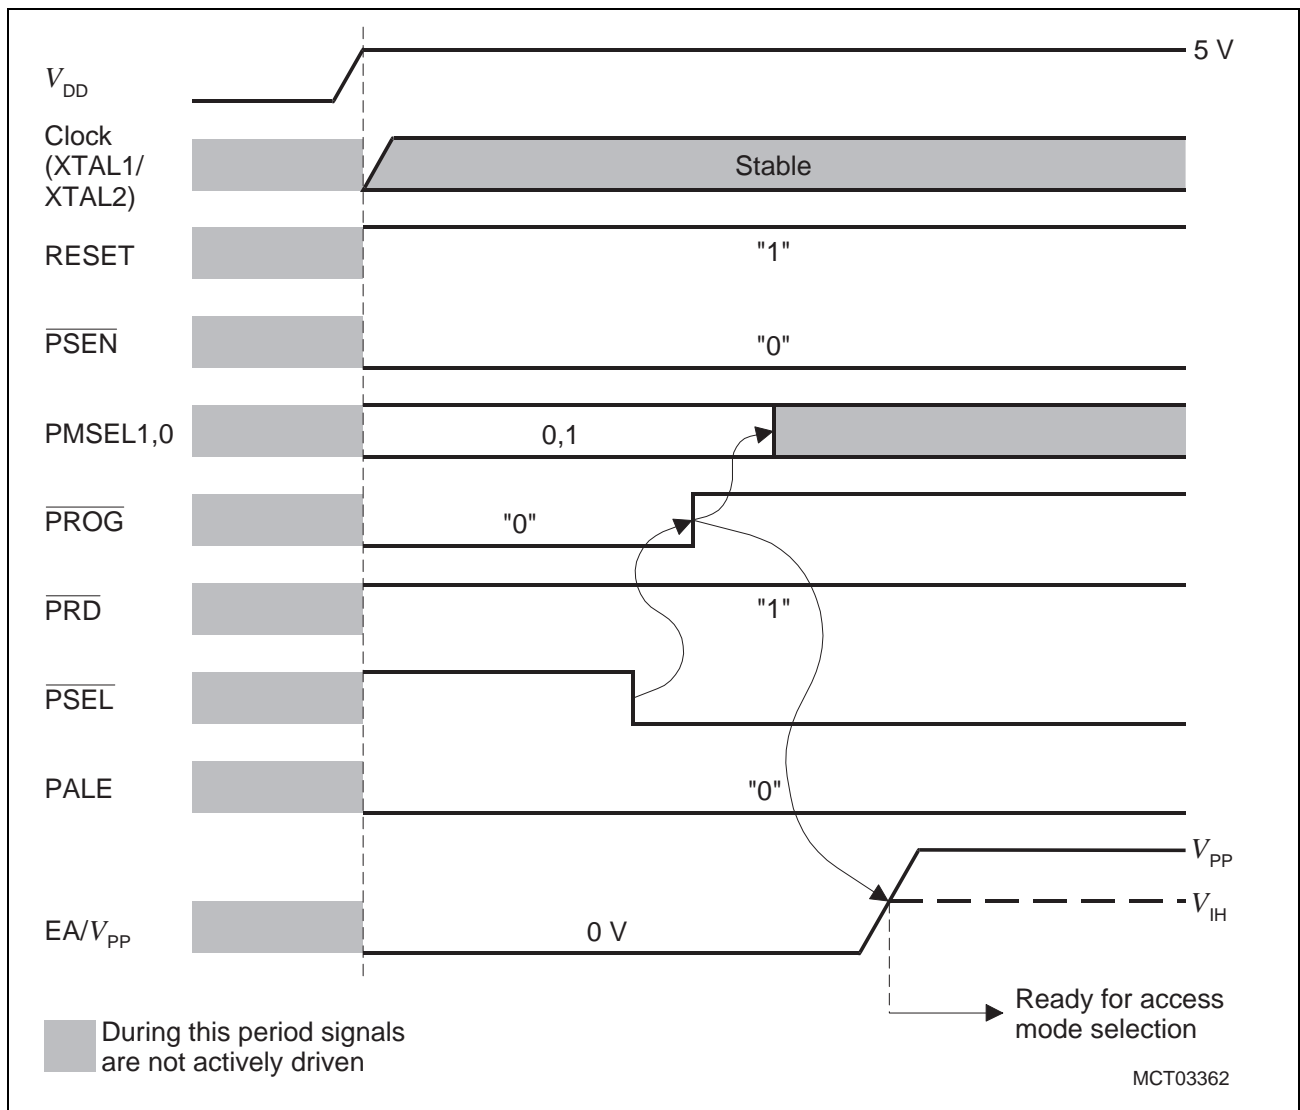 5 V
VDD
Clock
(XTAL1/
XTAL2)
Stable
RESET
"1"
PSEN
"0"
PMSEL1,0
0,1
PROG
"0"
PRD
"1"
PSEL
PALE
"0"
VPP
VIH
EA/VPP
0 V
Ready for access
mode selection
During this period signals
are not actively driven
MCT03362